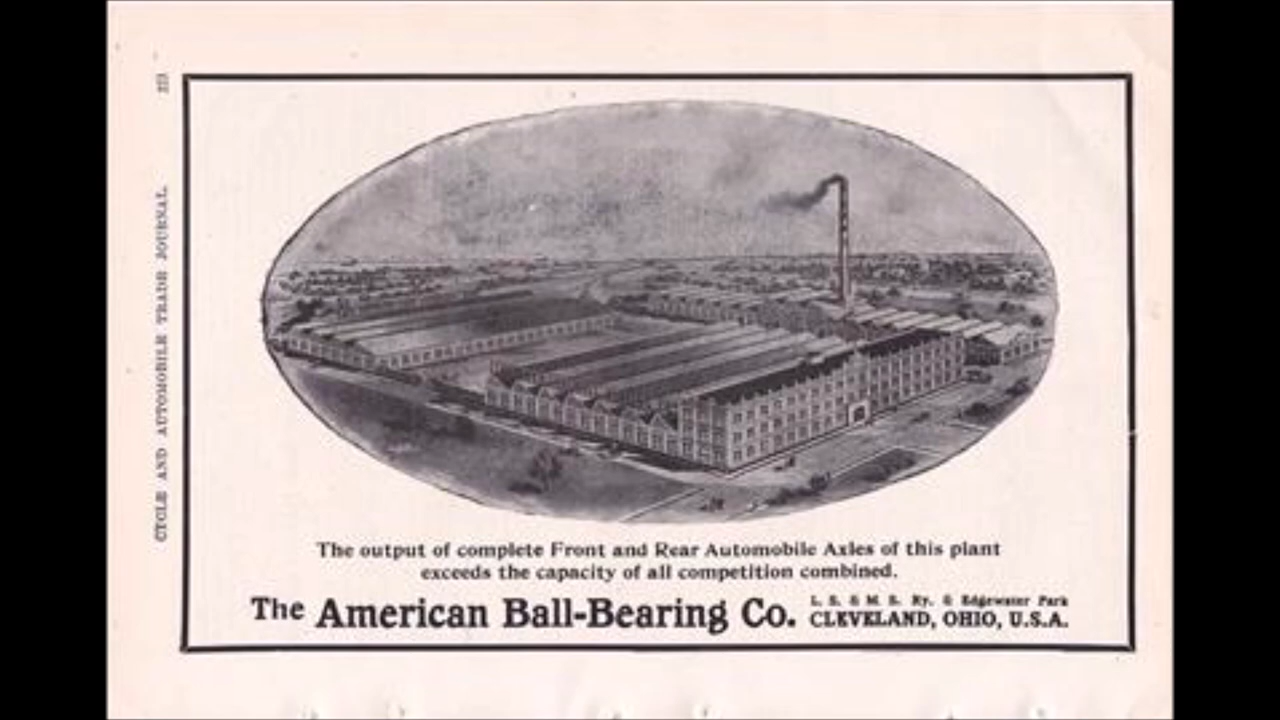 CYCLE AND AUTOMOBILE TRADE JOURNAL.
The output of complete Front and Rear Automobile Axles of this plant
exceeds the capacity of all competition combined.
The American Ball-Bearing Co.
L. S. & M. S. Ry. & Edgewater Park
CLEVELAND, OHIO, U.S.A.